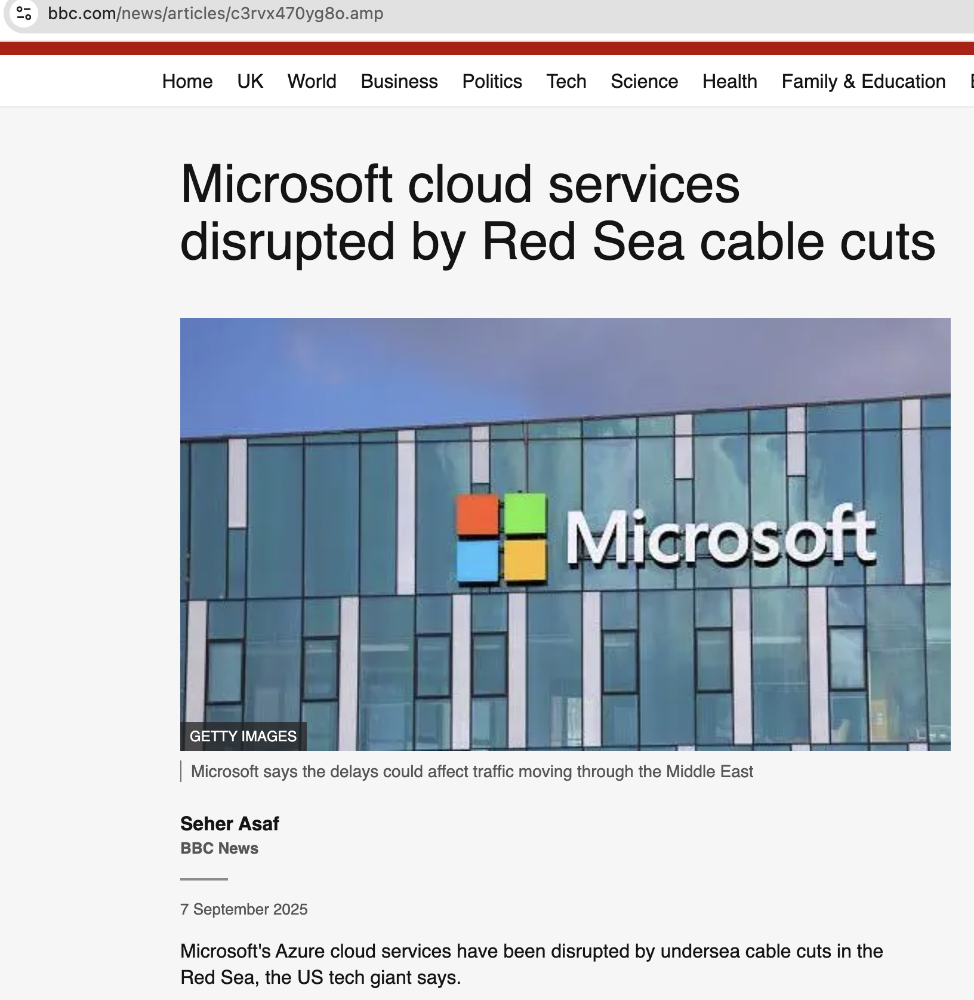 bbc.com/news/articles/c3rvx470yg8o.amp
Home UK World Business Politics Tech Science Health Family & Education
Microsoft cloud services
disrupted by Red Sea cable cuts
Microsoft
GETTY IMAGES
Microsoft says the delays could affect traffic moving through the Middle East
Seher Asaf
BBC News
7 September 2025
Microsoft's Azure cloud services have been disrupted by undersea cable cuts in the
Red Sea, the US tech giant says.